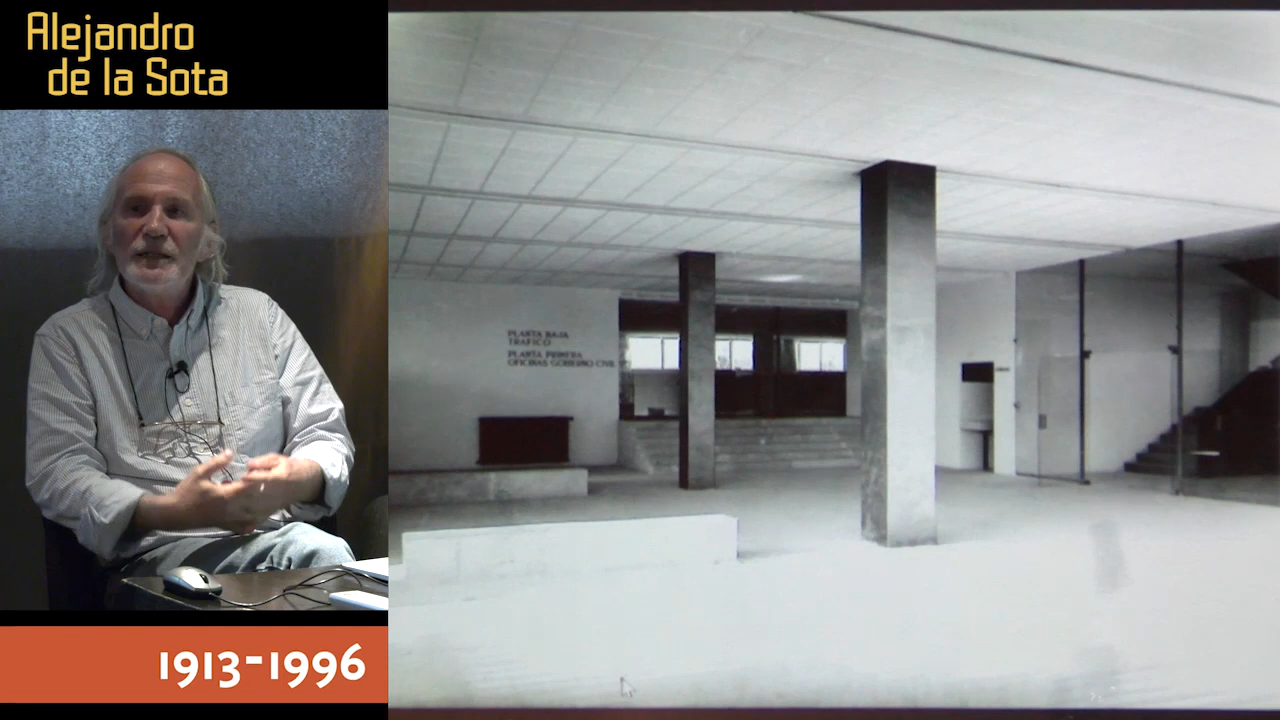 Alejandro
de la Sota
PLANTA BAJA
TRAFICO
PLANTA PRIMERA
OFICINAS GOBIERNO CIVIL
1913-1996